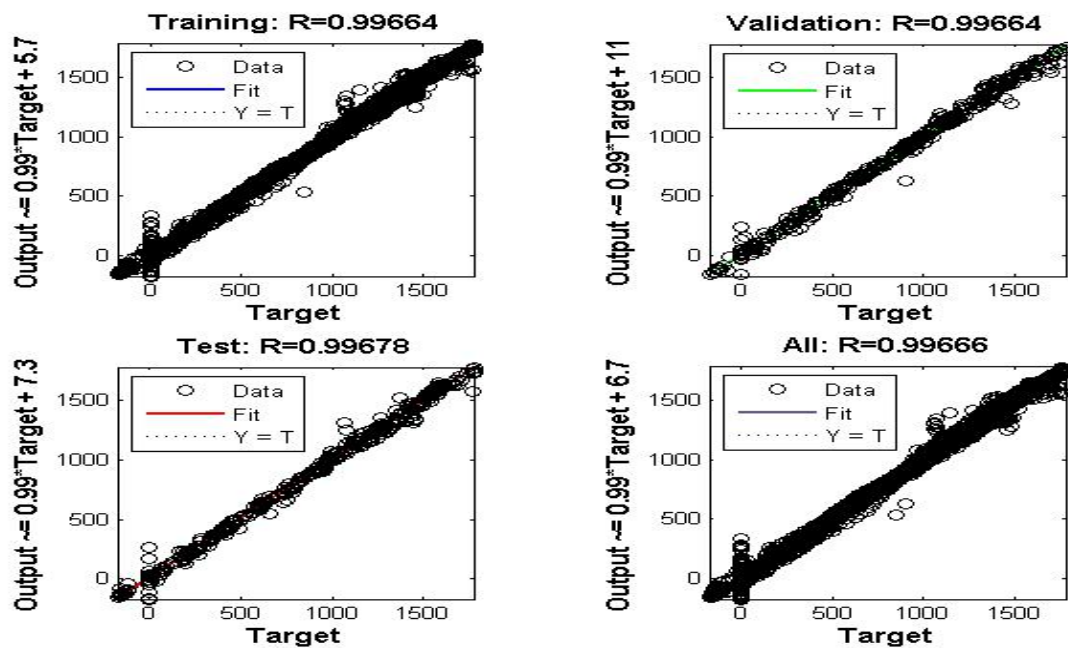 Training: R=0.99664
Output ~= 0.99*Target + 5.7
Data
Fit
Y = T
1500
1000
500
0
0 500 1000 1500
Target
Validation: R=0.99664
Output ~= 0.99*Target + 11
Data
Fit
Y = T
1500
1000
500
0
0 500 1000 1500
Target
Test: R=0.99678
Output ~= 0.99*Target + 7.3
Data
Fit
Y = T
1500
1000
500
0
0 500 1000 1500
Target
All: R=0.99666
Output ~= 0.99*Target + 6.7
Data
Fit
Y = T
1500
1000
500
0
0 500 1000 1500
Target